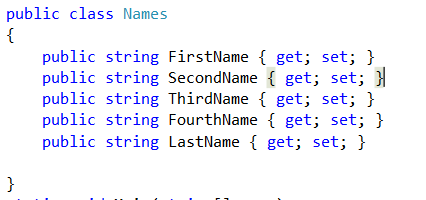 public class Names
{
public string FirstName { get; set; }
public string SecondName { get; set; }
public string ThirdName { get; set; }
public string FourthName { get; set; }
public string LastName { get; set; }
}